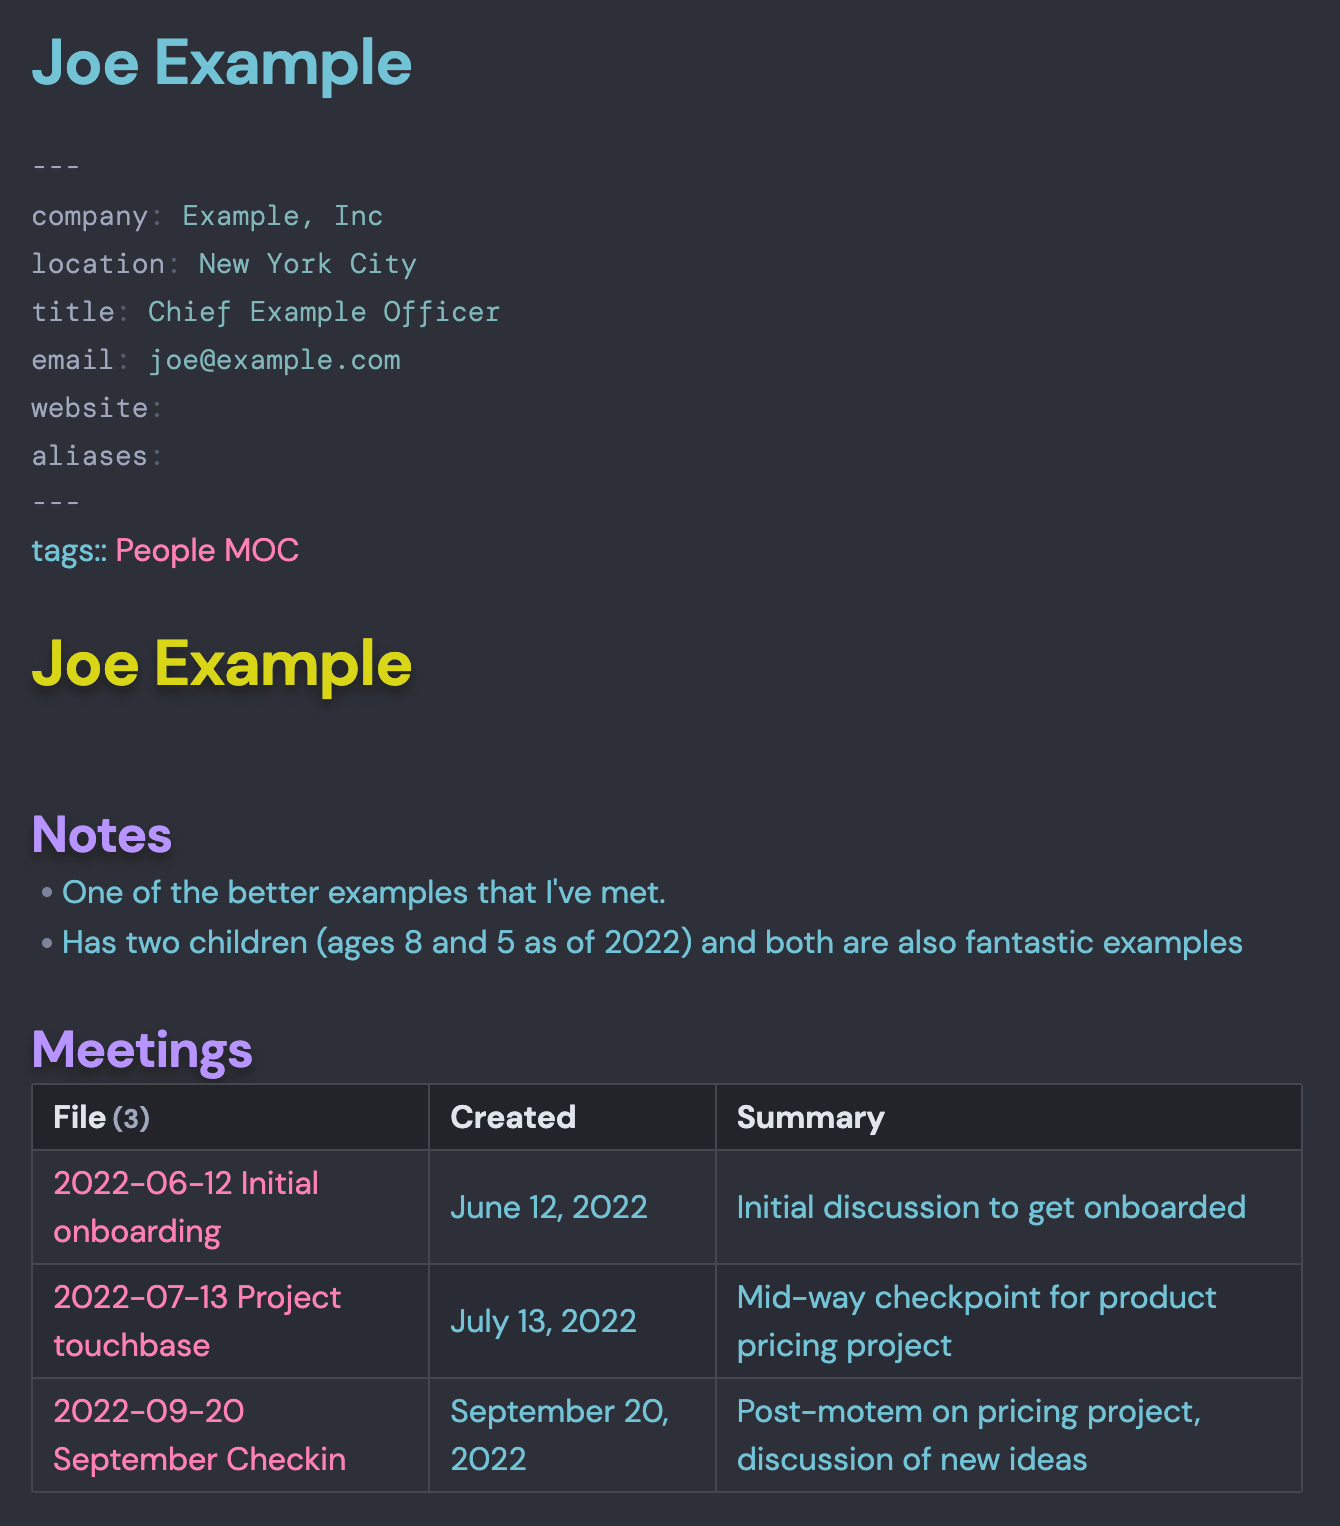 Joe Example
---
company: Example, Inc
location: New York City
title: Chief Example Officer
email: joe@example.com
website:
aliases:
---
tags:: People MOC
Joe Example
Notes
• One of the better examples that I've met.
• Has two children (ages 8 and 5 as of 2022) and both are also fantastic examples
Meetings
File (3) Created Summary
2022-06-12 Initial
onboarding
June 12, 2022
Initial discussion to get onboarded
2022-07-13 Project
touchbase
July 13, 2022
Mid-way checkpoint for product
pricing project
2022-09-20
September Checkin
September 20,
2022
Post-motem on pricing project,
discussion of new ideas